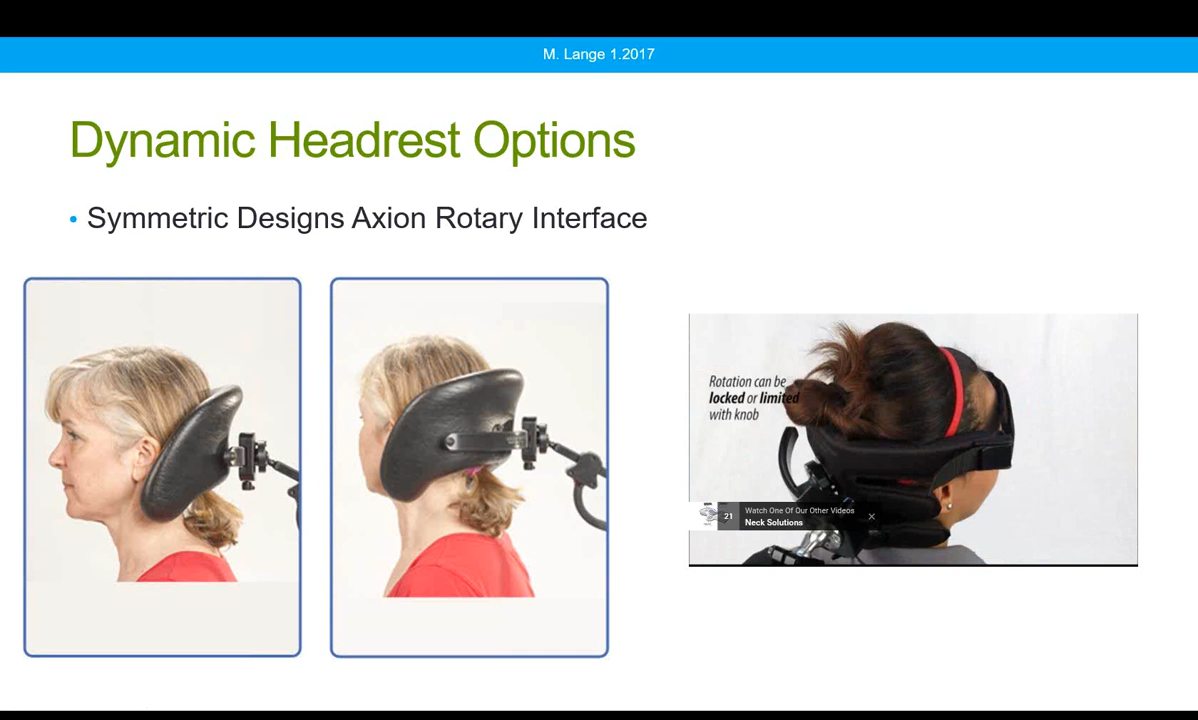 M. Lange 1.2017
Dynamic Headrest Options
• Symmetric Designs Axion Rotary Interface
Rotation can be
locked or limited
with knob
21
Watch One Of Our Other Videos
Neck Solutions